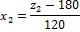 x₂ = (z₂ − 180)/120